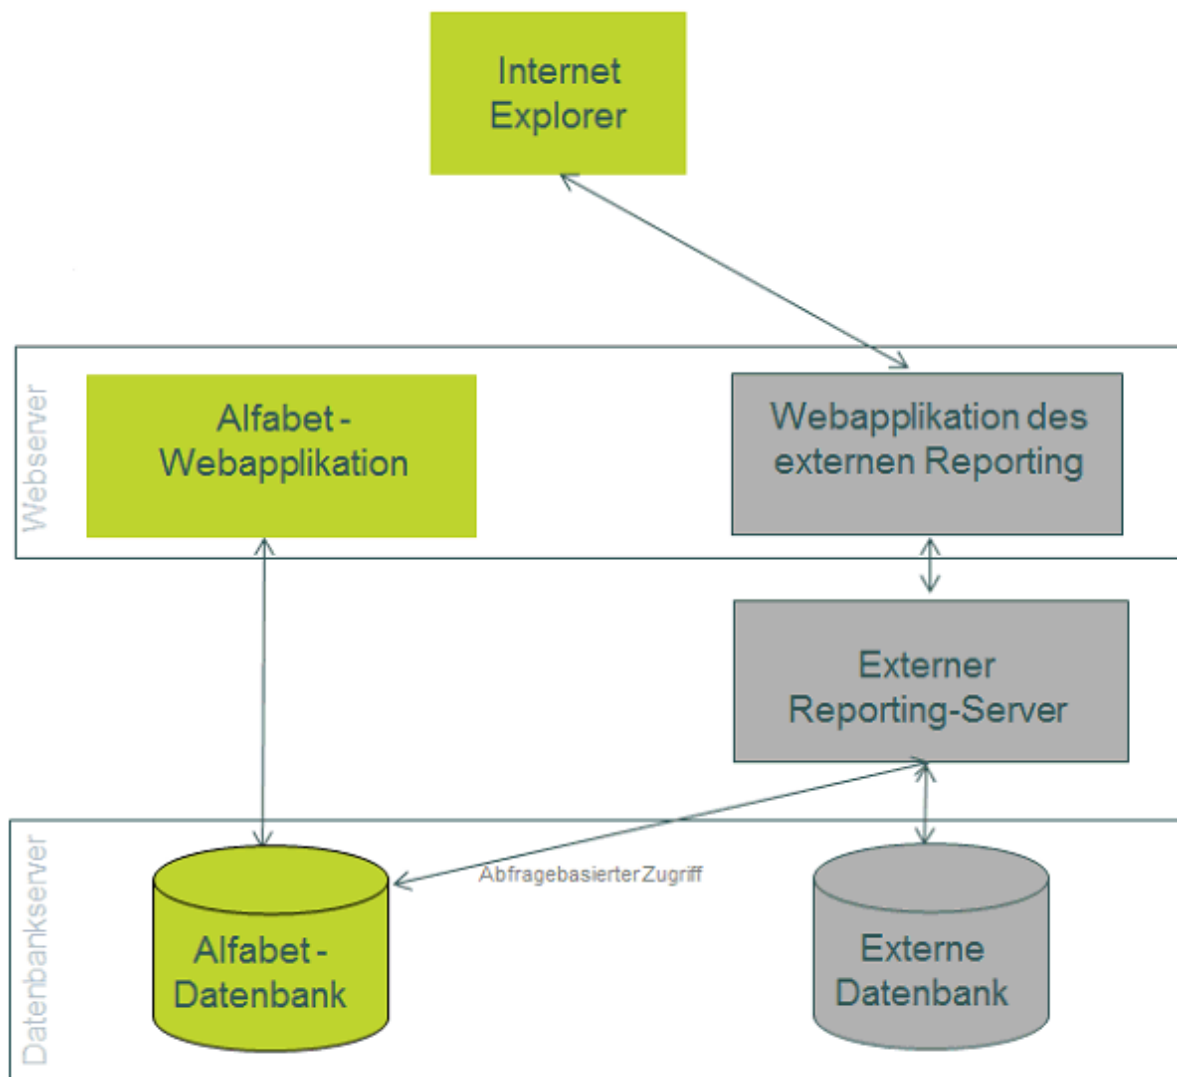 Internet
Explorer
Webserver
Alfabet -
Webapplikation
Webapplikation des
externen Reporting
Externer
Reporting-Server
Datenbankserver
Abfragebasierter Zugriff
Alfabet -
Datenbank
Externe
Datenbank